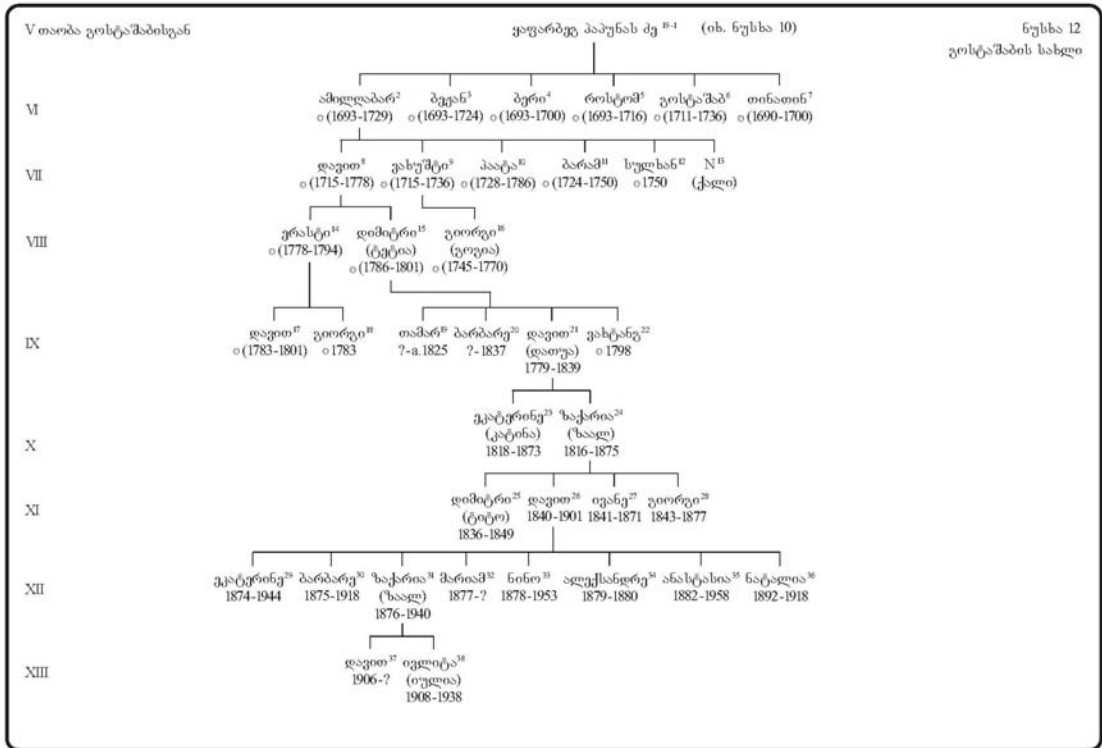 V თაობა გოსტაშაბისგან ყაფარბეგ პაპუნას ძე ¹⁹⁻⁴ (იხ. ნუსხა 10) ნუსხა 12
გოსტაშაბის სახლი
VI ამილღაბარ² ბეჟან³ ბერი⁴ როსტომ⁵ გოსტაშაბ⁶ თინათინ⁷
○ (1693-1729) ○ (1693-1724) ○ (1693-1700) ○ (1693-1716) ○ (1711-1736) ○ (1690-1700)
VII დავით⁸ ვახუშტი⁹ პაატა¹⁰ ბარამ¹¹ სულხან¹² N¹³
○ (1715-1778) ○ (1715-1736) ○ (1728-1786) ○ (1724-1750) ○ 1750 (ქალი)
VIII ერასტი¹⁴ დიმიტრი¹⁵ გიორგი¹⁶
○ (1778-1794) (ტეტია) (გოგია)
○ (1786-1801) ○ (1745-1770)
IX დავით¹⁷ გიორგი¹⁸ თამარ¹⁹ ბარბარე²⁰ დავით²¹ ვახტანგ²²
○ (1783-1801) ○ 1783 ?-a.1825 ?-1837 (დათუა) ○ 1798
1779-1839
X ეკატერინე²³ ზაქარია²⁴
(კატინა) (ზაალ)
1818-1873 1816-1875
XI დიმიტრი²⁵ დავით²⁶ ივანე²⁷ გიორგი²⁸
(ტიტო) 1840-1901 1841-1871 1843-1877
1836-1849
XII ეკატერინე²⁹ ბარბარე³⁰ ზაქარია³¹ მარიამ³² ნინო³³ ალექსანდრე³⁴ ანასტასია³⁵ ნატალია³⁶
1874-1944 1875-1918 (ზაალ) 1877-? 1878-1953 1879-1880 1882-1958 1892-1918
1876-1940
XIII დავით³⁷ ივლიტა³⁸
1906-? (იულია)
1908-1938